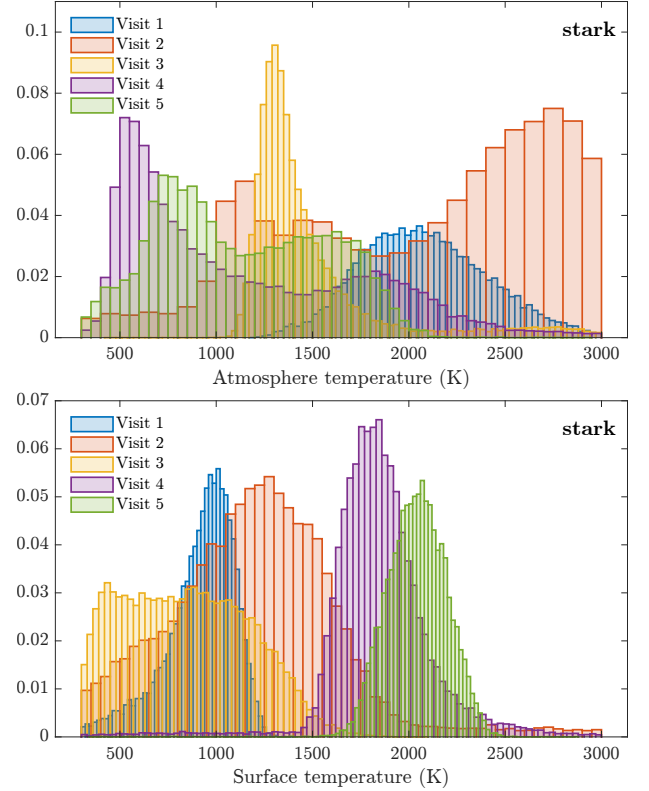 0.1
stark
Visit 1
Visit 2
Visit 3
Visit 4
Visit 5
0.08
0.06
0.04
0.02
0
500 1000 1500 2000 2500 3000
Atmosphere temperature (K)
0.07
stark
Visit 1
Visit 2
Visit 3
Visit 4
Visit 5
0.06
0.05
0.04
0.03
0.02
0.01
0
500 1000 1500 2000 2500 3000
Surface temperature (K)